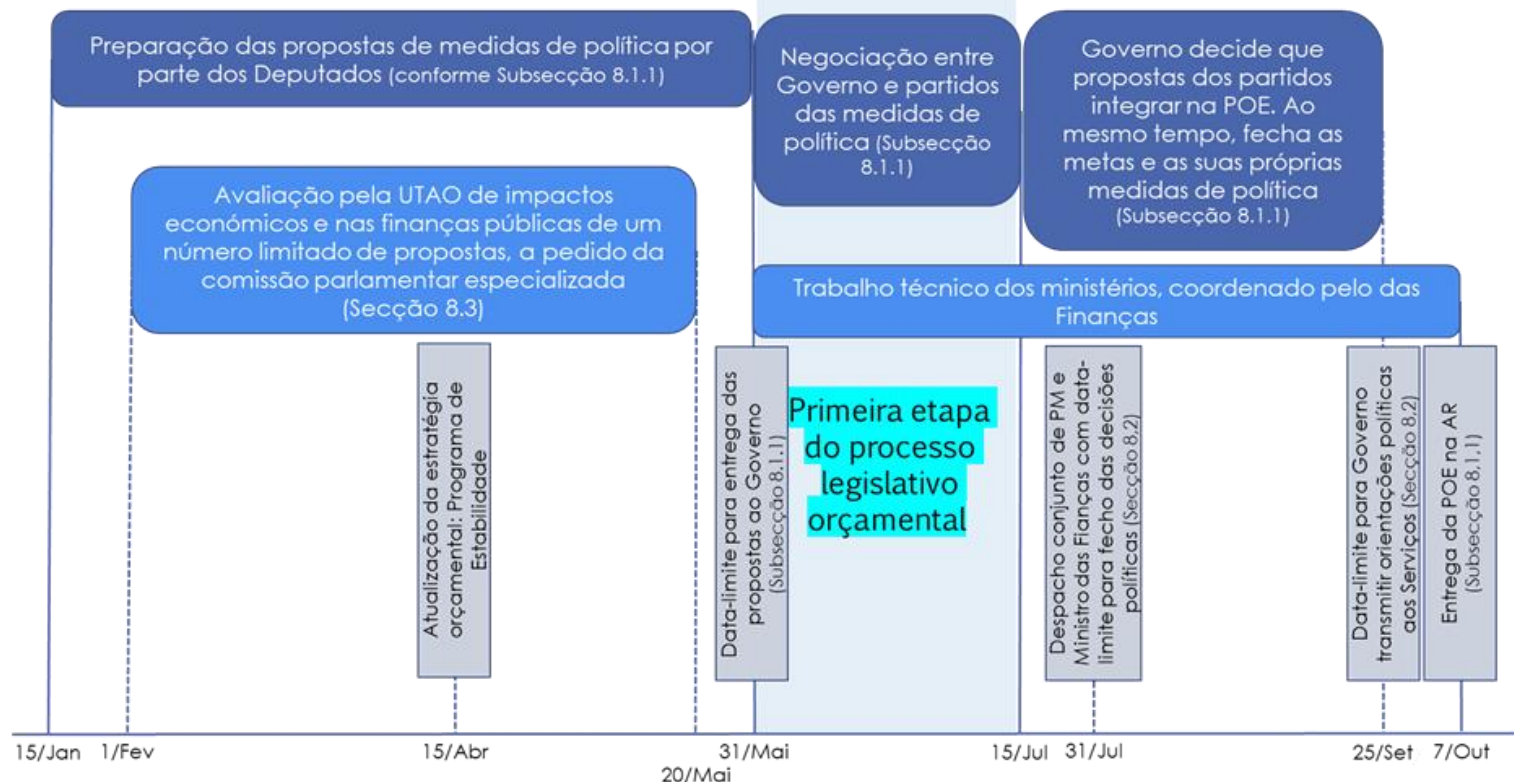 Preparação das propostas de medidas de política por
parte dos Deputados (conforme Subsecção 8.1.1)
Negociação entre
Governo e partidos
das medidas de
política (Subsecção
8.1.1)
Governo decide que
propostas dos partidos
integrar na POE. Ao
mesmo tempo, fecha as
metas e as suas próprias
medidas de política
(Subsecção 8.1.1)
Avaliação pela UTAO de impactos
económicos e nas finanças públicas de um
número limitado de propostas, a pedido da
comissão parlamentar especializada
(Secção 8.3)
Trabalho técnico dos ministérios, coordenado pelo das
Finanças
Atualização da estratégia
orçamental: Programa de
Estabilidade
Data-limite para entrega das
propostas ao Governo
(Subsecção 8.1.1)
Primeira etapa
do processo
legislativo
orçamental
Despacho conjunto de PM e
Ministro das Fianças com data-
limite para fecho das decisões
políticas (Secção 8.2)
Data-limite para Governo
transmitir orientações políticas
aos Serviços (Secção 8.2)
Entrega da POE na AR
(Subsecção 8.1.1)
15/Jan
1/Fev
15/Abr
20/Mai
31/Mai
15/Jul
31/Jul
25/Set
7/Out